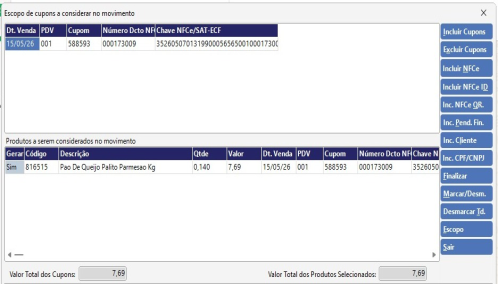 Escopo de cupons a considerar no movimento
Dt. Venda PDV Cupom Número Dcto NF Chave NFCe/SAT-ECF
15/05/26 001 588593 000173009
Incluir Cupons
Excluir Cupons
Incluir NFCe
Incluir NFCe ID
Inc. NFCe QR.
Inc. Pend. Fin.
Inc. Cliente
Inc. CPF/CNPJ
Finalizar
Marcar/Desm.
Desmarcar Td.
Escopo
Sair
Produtos a serem considerados no movimento
Gerar Código Descrição Qtde Valor Dt. Venda PDV Cupom Número Dcto NF Chave N
Sim 816515 Pao De Queijo Palito Parmesao Kg 0,140 7,69 15/05/26 001 588593 000173009 3526050
Valor Total dos Cupons: 7,69
Valor Total dos Produtos Selecionados: 7,69